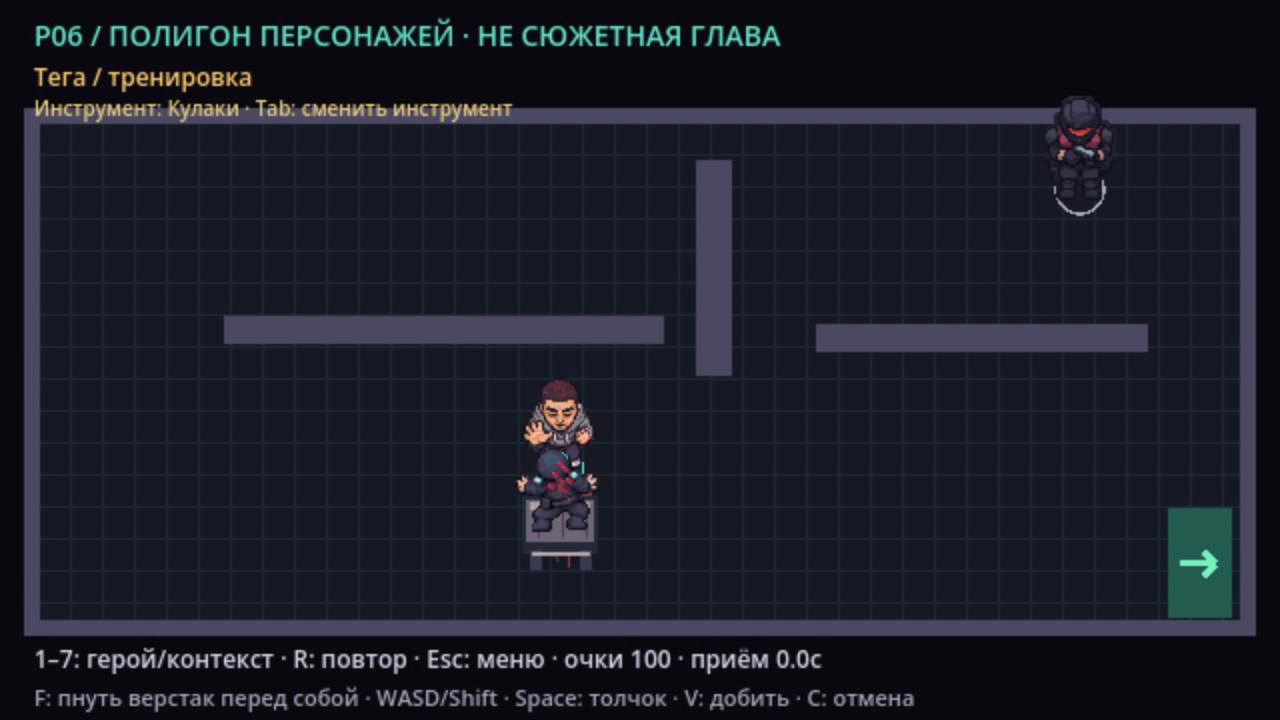 P06 / ПОЛИГОН ПЕРСОНАЖЕЙ · НЕ СЮЖЕТНАЯ ГЛАВА
Тега / тренировка
Инструмент: Кулаки · Tab: сменить инструмент
→
1–7: герой/контекст · R: повтор · Esc: меню · очки 100 · приём 0.0с
F: пнуть верстак перед собой · WASD/Shift · Space: толчок · V: добить · C: отмена